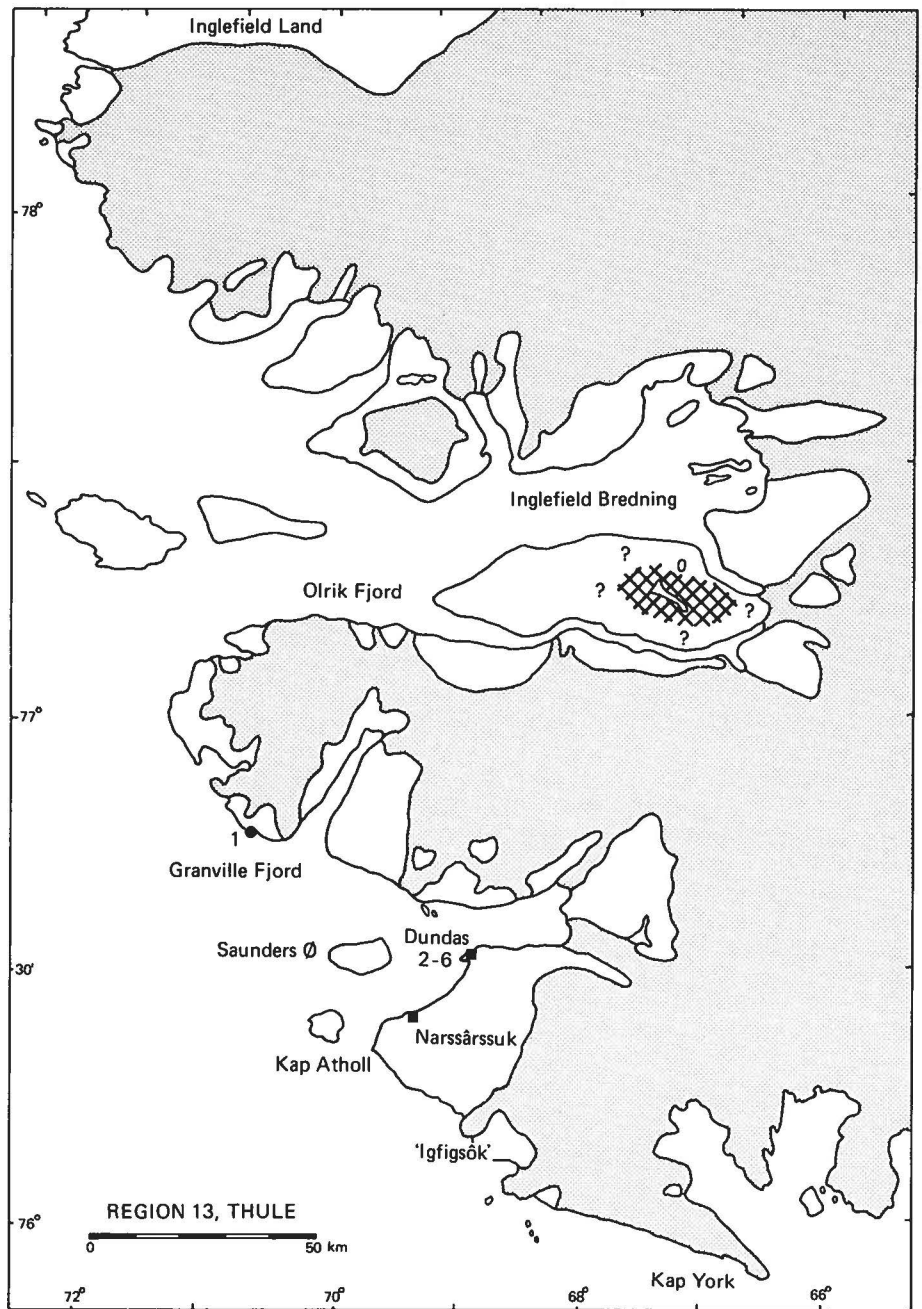 Inglefield Land
78°
Inglefield Bredning
?
0
Olrik Fjord
?
?
?
77°
1
Granville Fjord
Saunders Ø
Dundas
2-6
30'
Narssârssuk
Kap Atholl
'Igfigsôk'
REGION 13, THULE
0
50 km
76°
Kap York
72°
70°
68°
66°